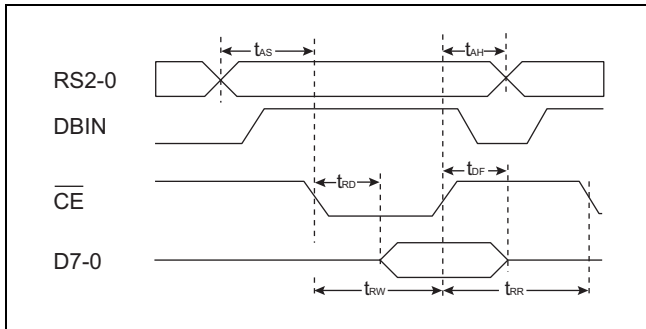 tAS
tAH
RS2-0
DBIN
tRD
tDF
CE
D7-0
tRW
tRR